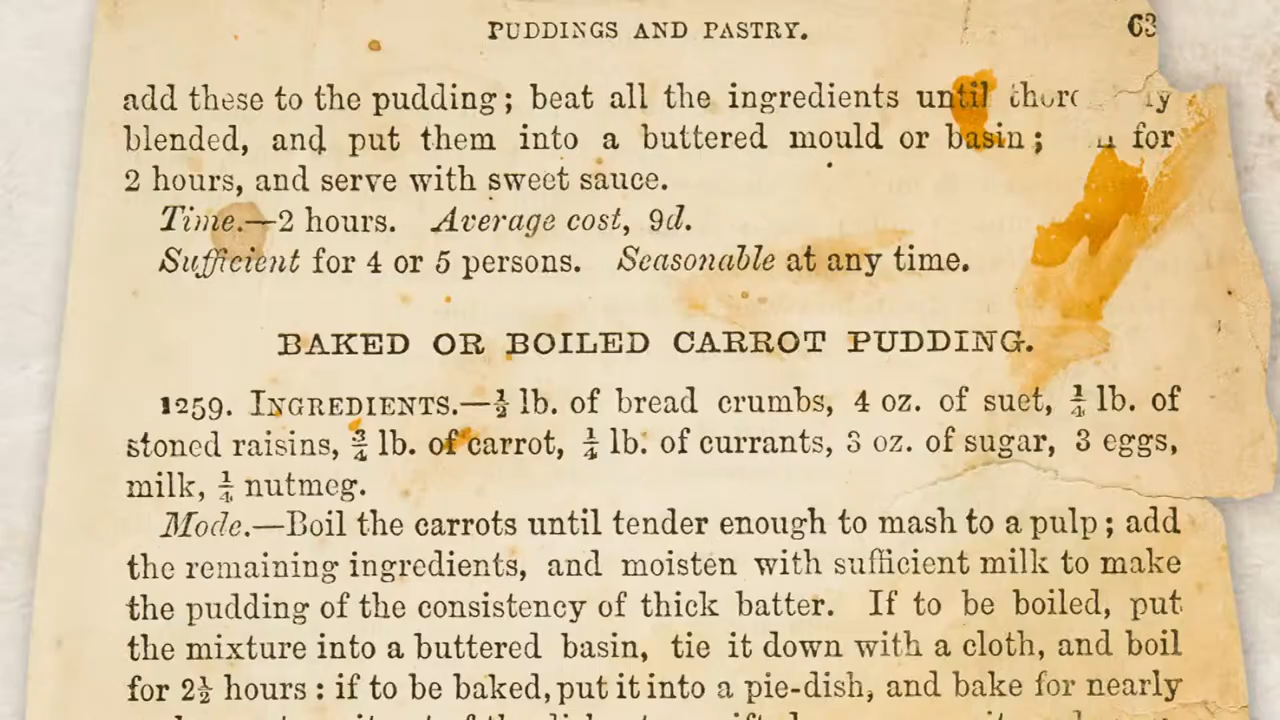 PUDDINGS AND PASTRY. 63
add these to the pudding; beat all the ingredients until
blended, and put them into a buttered mould or basin; for
2 hours, and serve with sweet sauce.
Time.—2 hours. Average cost, 9d.
Sufficient for 4 or 5 persons. Seasonable at any time.
BAKED OR BOILED CARROT PUDDING.
1259. INGREDIENTS.—½ lb. of bread crumbs, 4 oz. of suet, ¼ lb. of
stoned raisins, ¾ lb. of carrot, ¼ lb. of currants, 3 oz. of sugar, 3 eggs,
milk, ¼ nutmeg.
Mode.—Boil the carrots until tender enough to mash to a pulp; add
the remaining ingredients, and moisten with sufficient milk to make
the pudding of the consistency of thick batter. If to be boiled, put
the mixture into a buttered basin, tie it down with a cloth, and boil
for 2½ hours: if to be baked, put it into a pie-dish, and bake for nearly